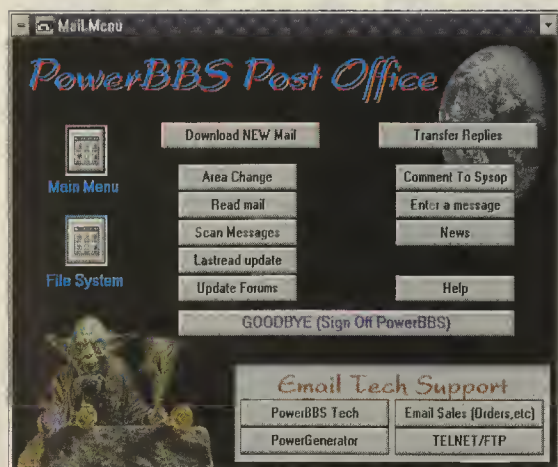 Mail Menu
PowerBBS Post Office
Download NEW Mail
Transfer Replies
Main Menu
Area Change
Comment To Sysop
Read mail
Enter a message
Scan Messages
News
File System
Lastread update
Update Forums
Help
GOODBYE (Sign Off PowerBBS)
Email Tech Support
PowerBBS Tech
Email Sales (Orders,etc)
PowerGenerator
TELNET/FTP